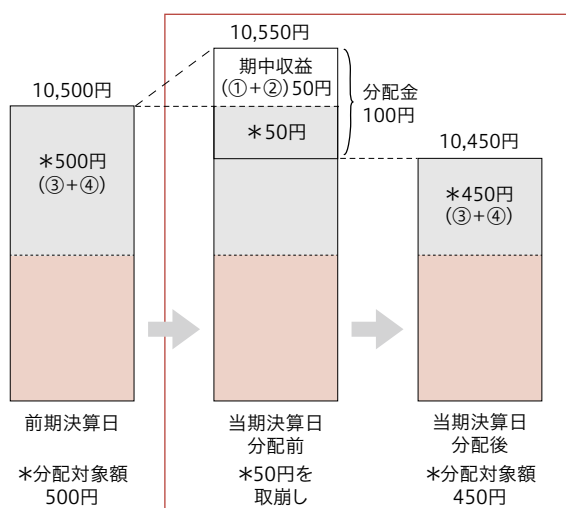 10,550円
期中収益
(①+②)50円
分配金
100円
10,500円
*50円
10,450円
*500円
(③+④)
*450円
(③+④)
前期決算日
当期決算日
分配前
当期決算日
分配後
*分配対象額
500円
*50円を
取崩し
*分配対象額
450円